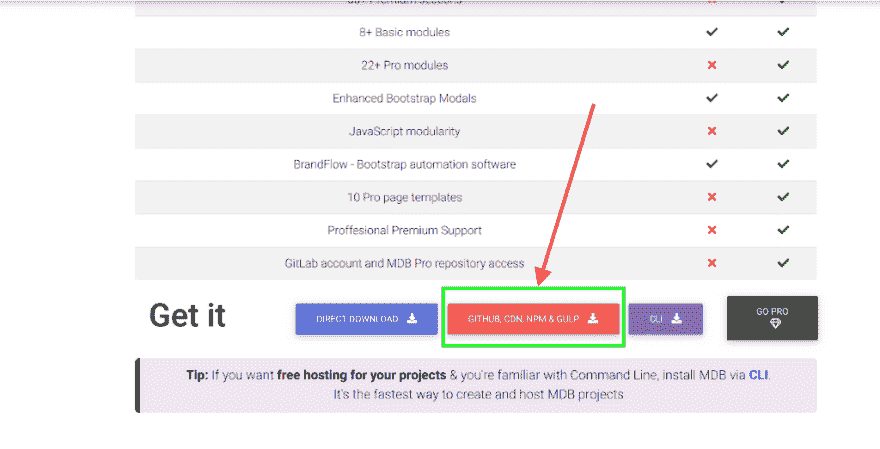 8+ Basic modules
22+ Pro modules
Enhanced Bootstrap Modals
JavaScript modularity
BrandFlow - Bootstrap automation software
10 Pro page templates
Proffesional Premium Support
GitLab account and MDB Pro repository access
Get it
DIRECT DOWNLOAD
GITHUB, CDN, NPM & GULP
CLI
GO PRO
Tip: If you want free hosting for your projects & you're familiar with Command Line, install MDB via CLI.
It's the fastest way to create and host MDB projects